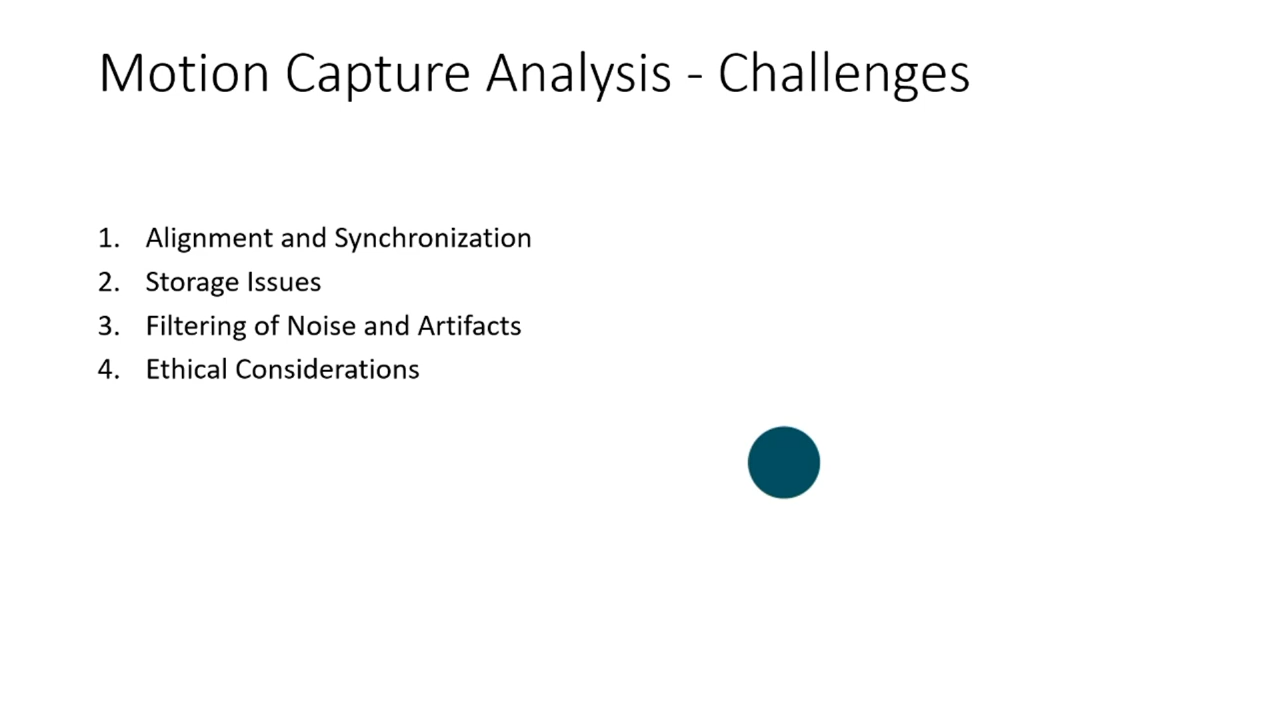 Motion Capture Analysis - Challenges
1. Alignment and Synchronization
2. Storage Issues
3. Filtering of Noise and Artifacts
4. Ethical Considerations